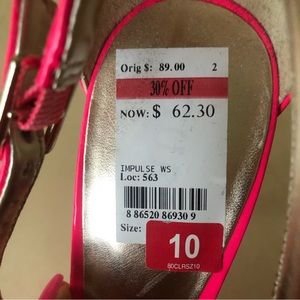 Orig $: 89.00 2
30% OFF
NOW: $ 62.30
IMPULSE WS
Loc: 563
8 86520 86930 9
Size:
10
80CLRSZ10